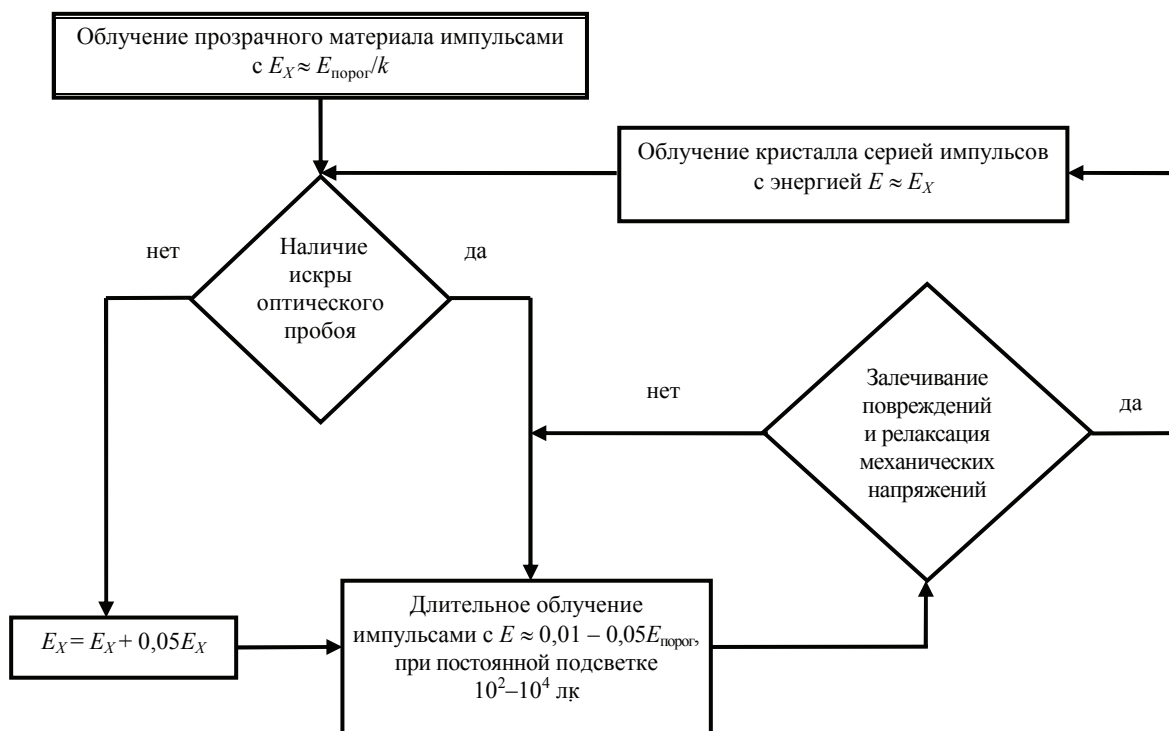 Облучение прозрачного материала импульсами
с E_X ≈ E_порог/k
Облучение кристалла серией импульсов
с энергией E ≈ E_X
нет
Наличие
искры
оптического
пробоя
да
нет
Залечивание
повреждений
и релаксация
механических
напряжений
да
E_X = E_X + 0,05E_X
Длительное облучение
импульсами с E ≈ 0,01 – 0,05E_порог,
при постоянной подсветке
10²–10⁴ лк